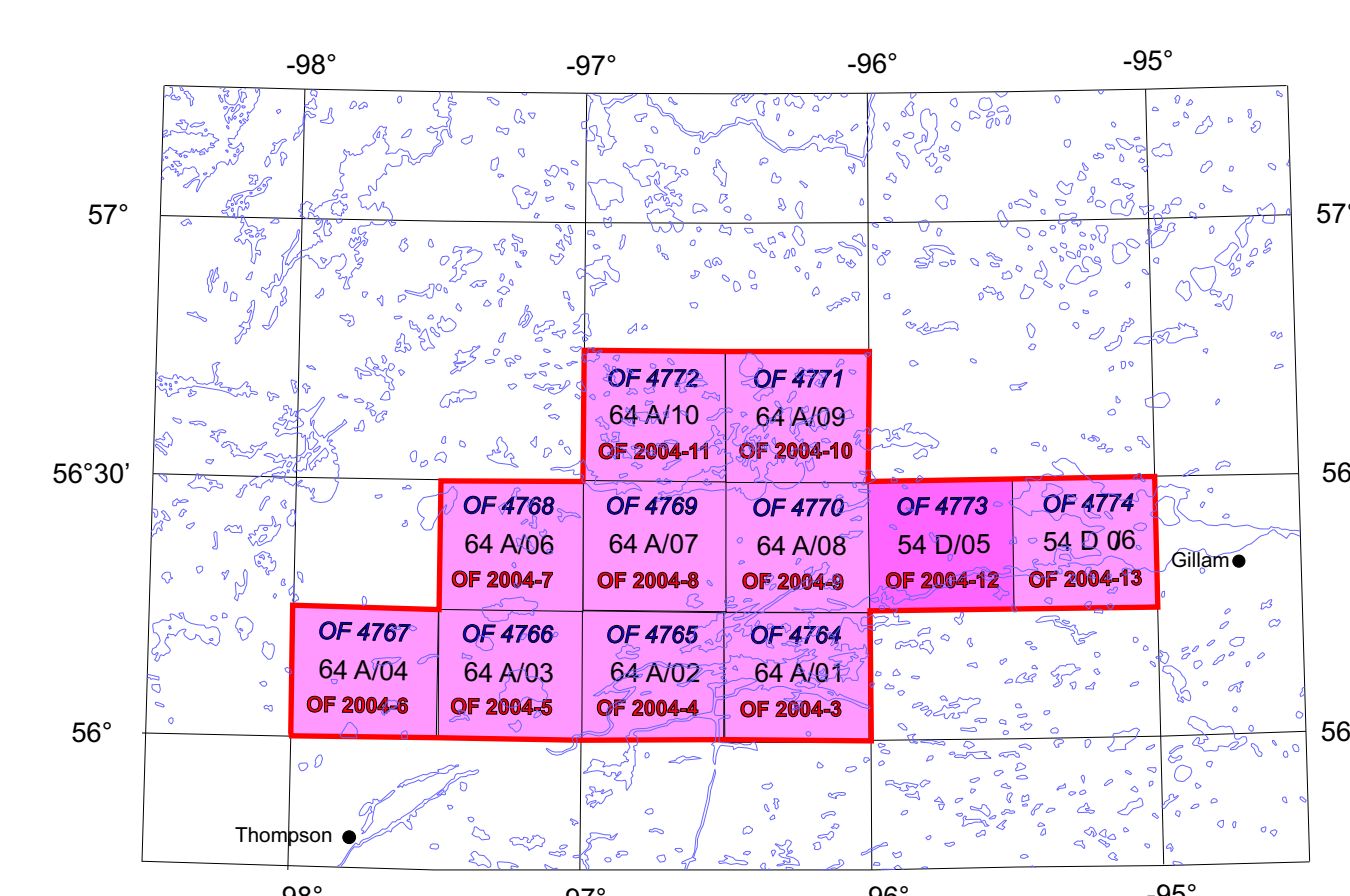 -98° -97° -96° -95°
57° 57°
OF 4772 OF 4771
64 A/10 64 A/09
OF 2004-11 OF 2004-10
56°30' 56
OF 4768 OF 4769 OF 4770 OF 4773 OF 4774
64 A/06 64 A/07 64 A/08 54 D/05 54 D 06
Gillam
OF 2004-7 OF 2004-8 OF 2004-9 OF 2004-12 OF 2004-13
OF 4767 OF 4766 OF 4765 OF 4764
64 A/04 64 A/03 64 A/02 64 A/01
OF 2004-6 OF 2004-5 OF 2004-4 OF 2004-3
56° 56
Thompson
-98° -97° -96° -95°